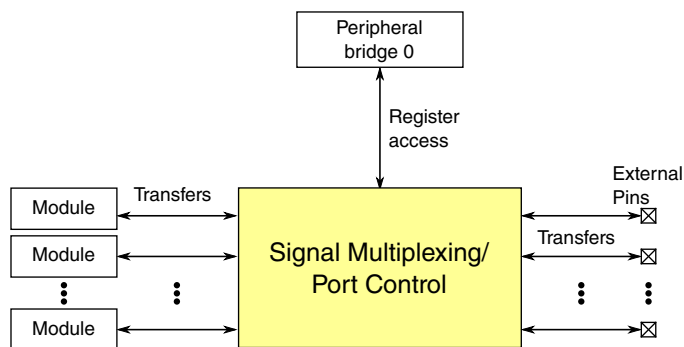 Peripheral
bridge 0
Register
access
External
Pins
Module
Transfers
Signal Multiplexing/
Port Control
Transfers
Module
Module